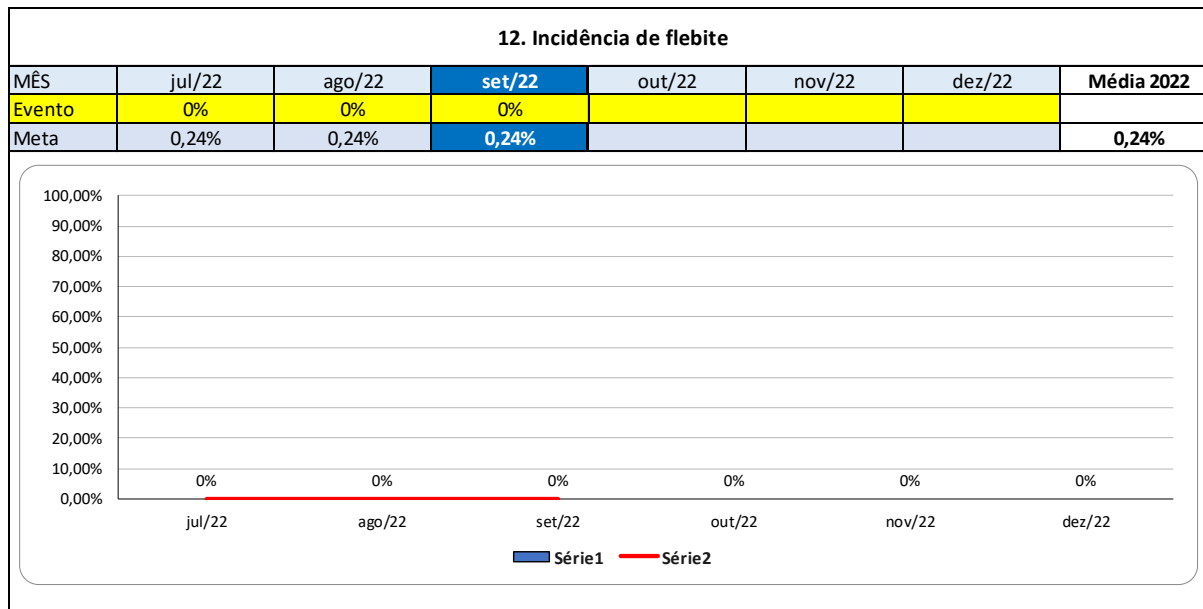 12. Incidência de flebite
MÊS jul/22 ago/22 set/22 out/22 nov/22 dez/22 Média 2022
Evento 0% 0% 0%
Meta 0,24% 0,24% 0,24% 0,24%
100,00%
90,00%
80,00%
70,00%
60,00%
50,00%
40,00%
30,00%
20,00%
10,00%
0% 0% 0% 0% 0% 0%
0,00%
jul/22 ago/22 set/22 out/22 nov/22 dez/22
Série1 Série2